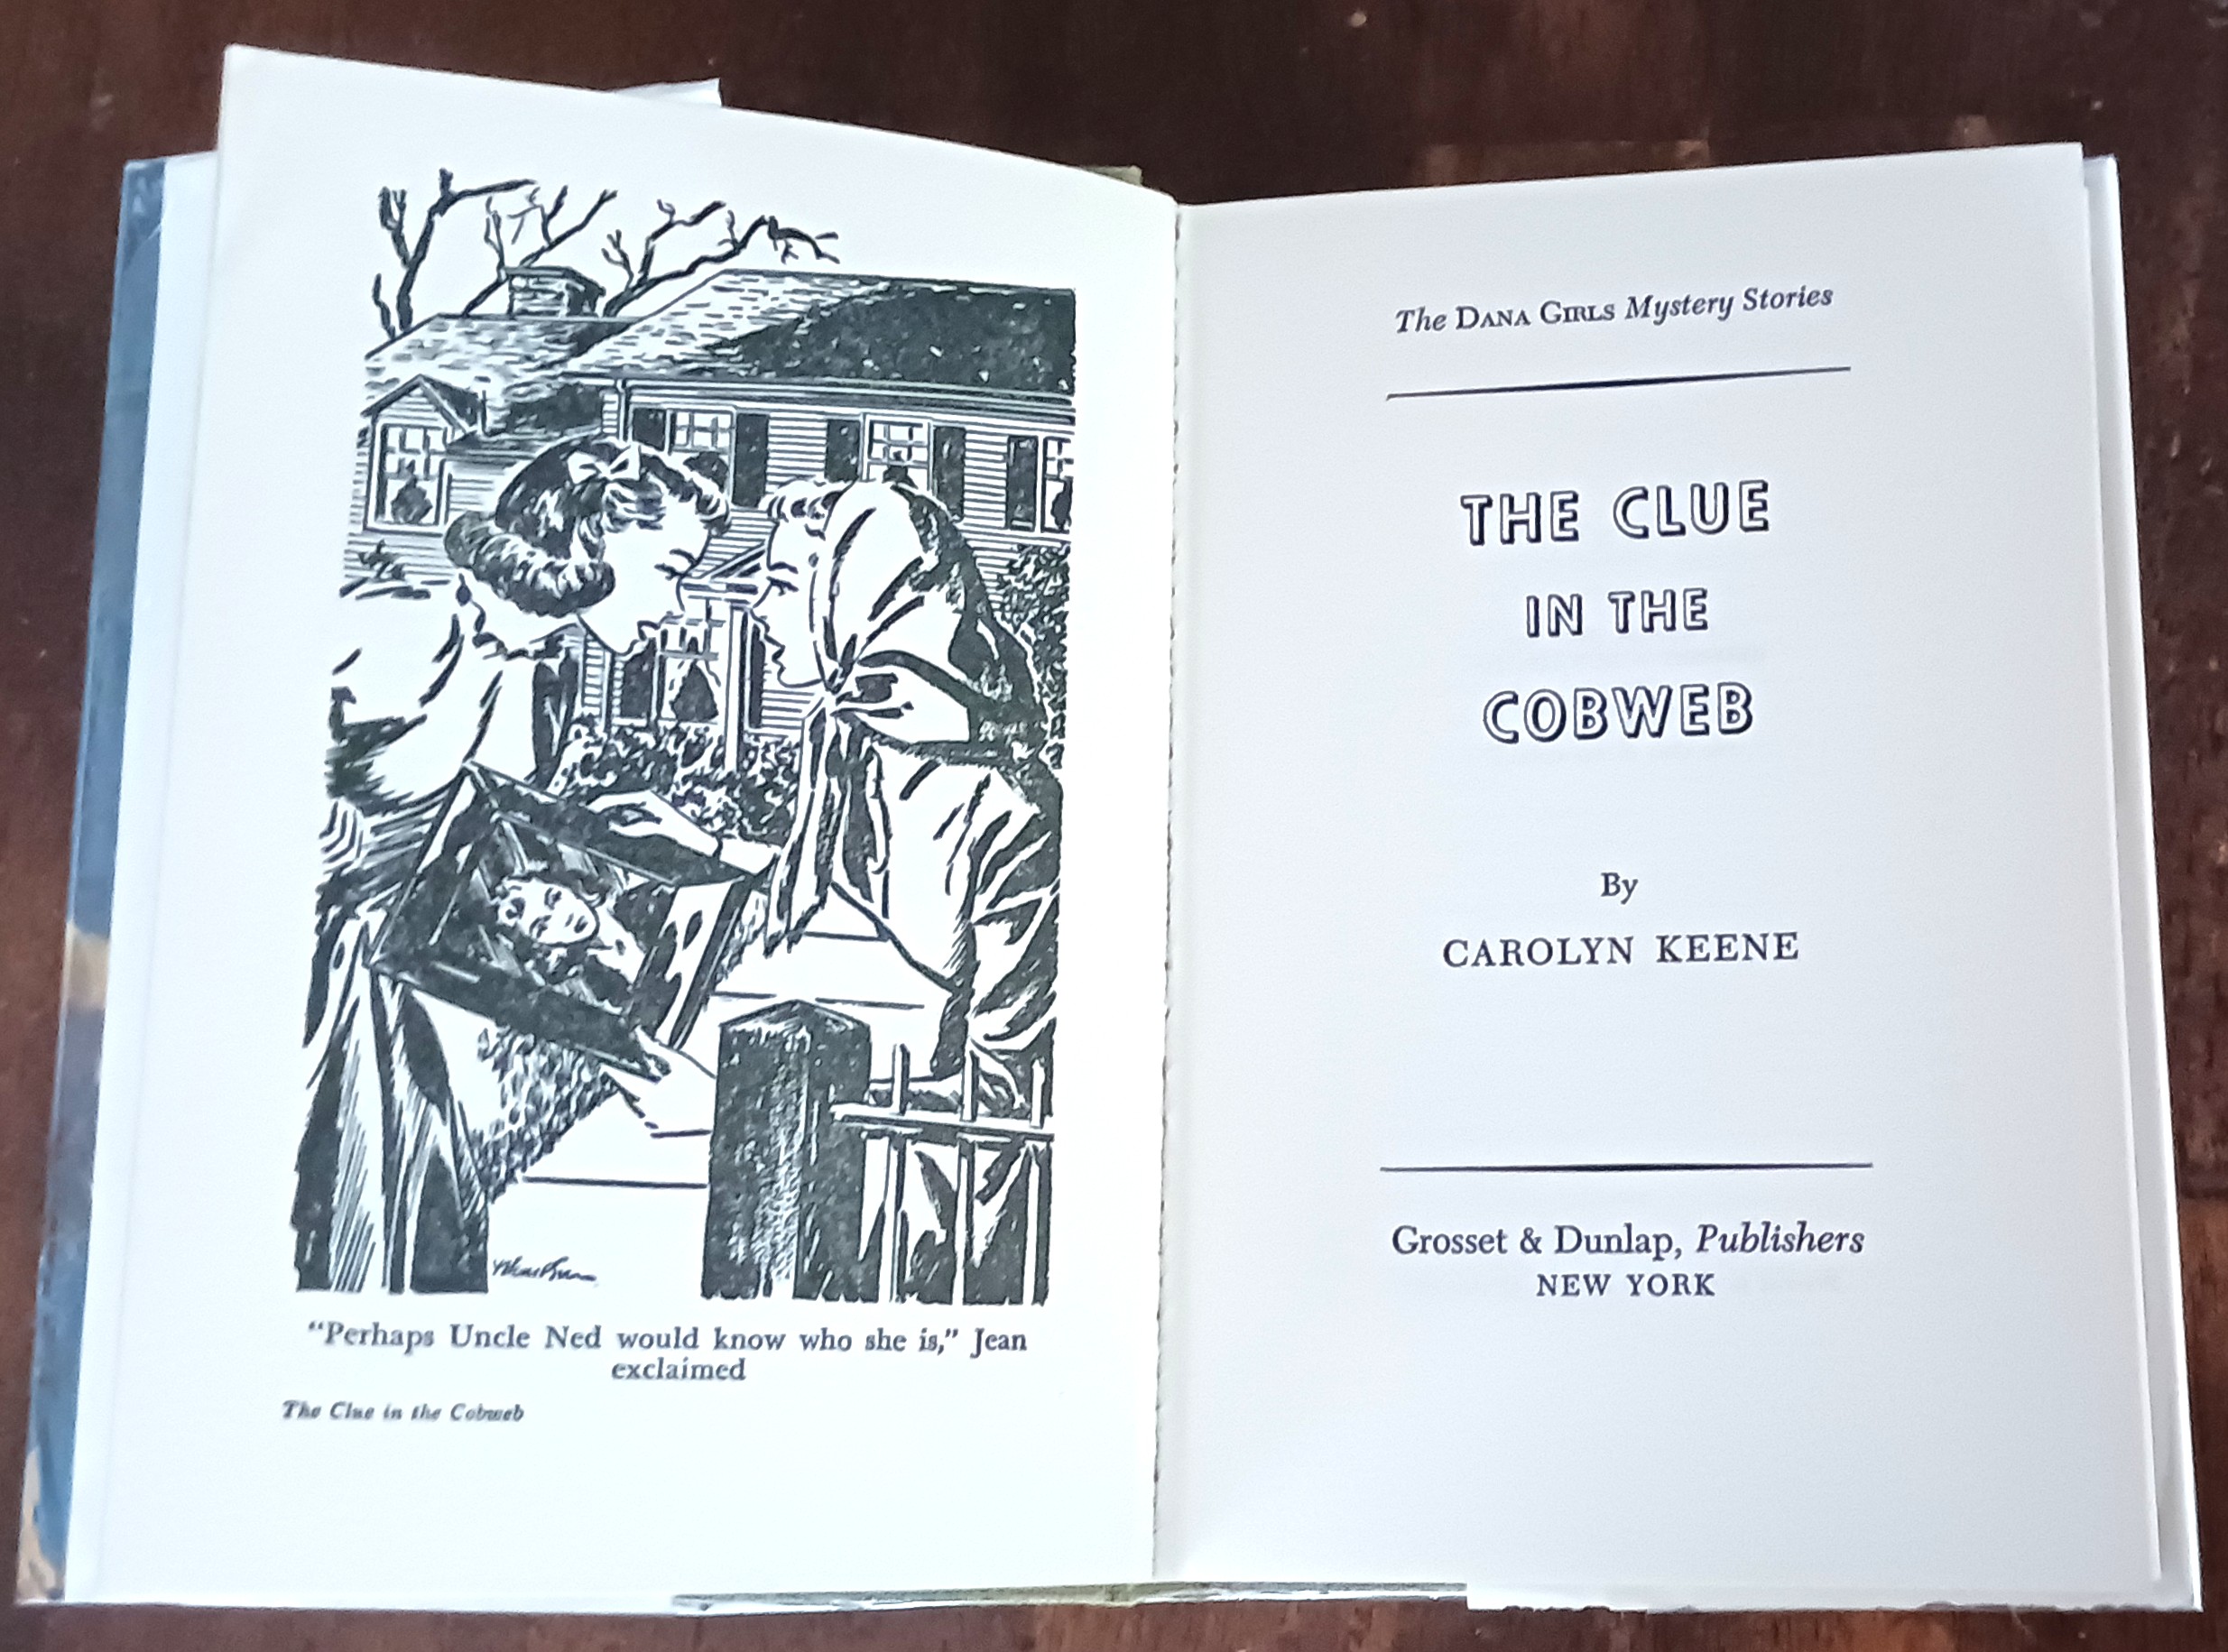 "Perhaps Uncle Ned would know who she is," Jean
exclaimed
The Clue in the Cobweb
The DANA GIRLS Mystery Stories
THE CLUE
IN THE
COBWEB
By
CAROLYN KEENE
Grosset & Dunlap, Publishers
NEW YORK